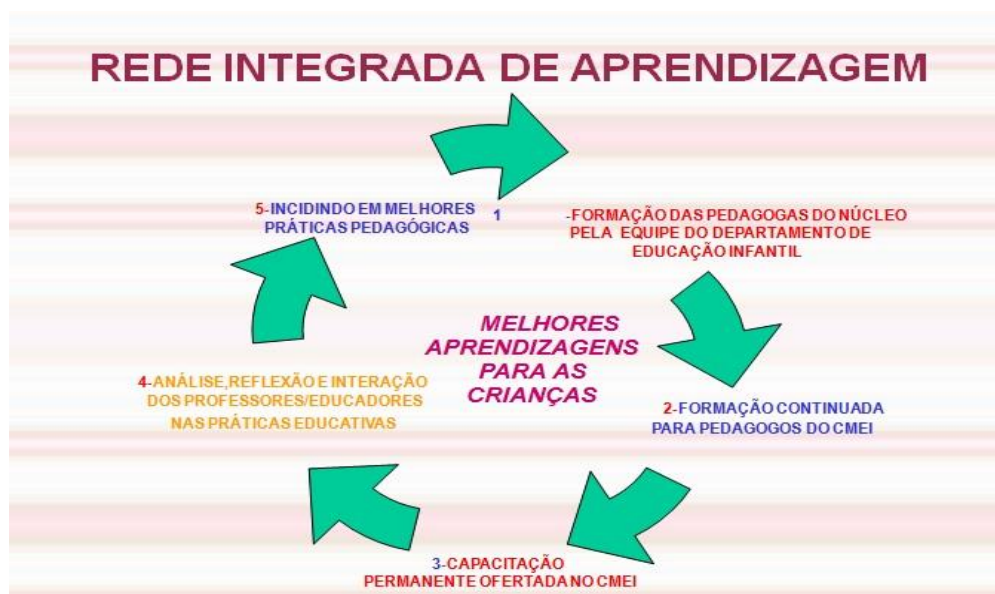 REDE INTEGRADA DE APRENDIZAGEM
1 -FORMAÇÃO DAS PEDAGOGAS DO NÚCLEO
PELA EQUIPE DO DEPARTAMENTO DE
EDUCAÇÃO INFANTIL
2-FORMAÇÃO CONTINUADA
PARA PEDAGOGOS DO CMEI
3-CAPACITAÇÃO
PERMANENTE OFERTADA NO CMEI
4-ANÁLISE,REFLEXÃO E INTERAÇÃO
DOS PROFESSORES/EDUCADORES
NAS PRÁTICAS EDUCATIVAS
5-INCIDINDO EM MELHORES
PRÁTICAS PEDAGÓGICAS
MELHORES
APRENDIZAGENS
PARA AS
CRIANÇAS